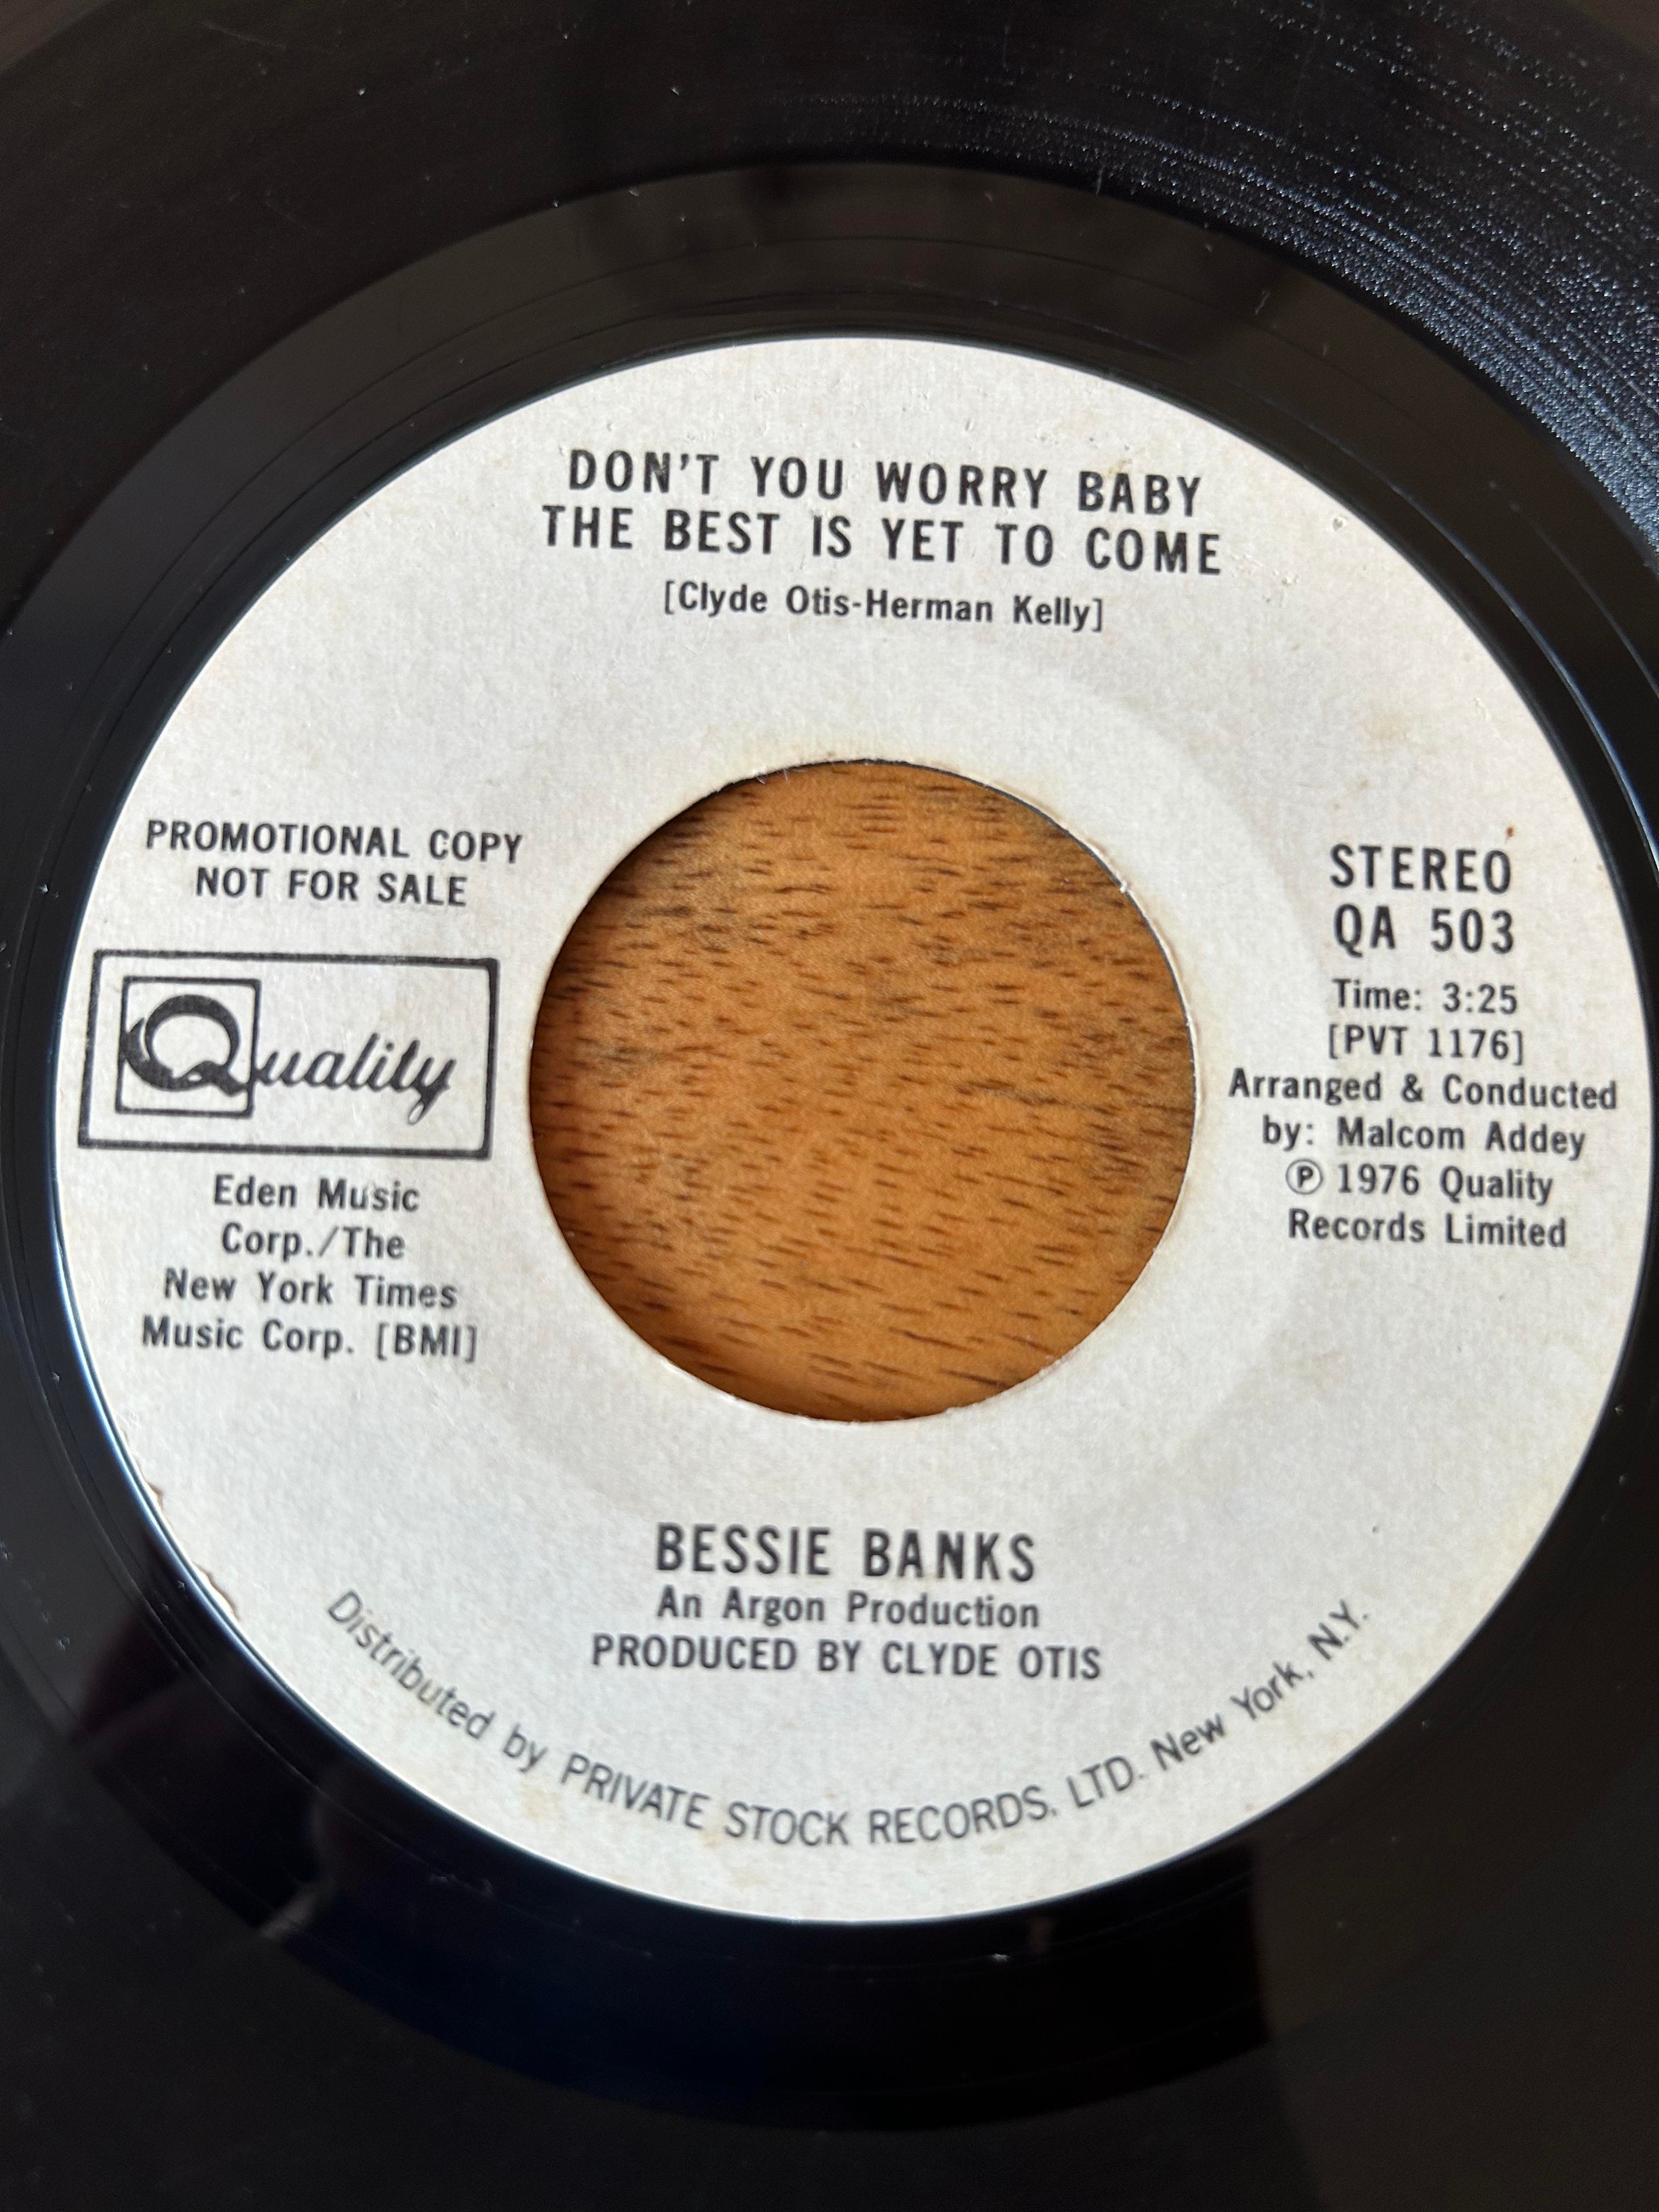 DON'T YOU WORRY BABY
THE BEST IS YET TO COME
[Clyde Otis-Herman Kelly]
PROMOTIONAL COPY
NOT FOR SALE
Quality
Eden Music
Corp./The
New York Times
Music Corp. [BMI]
STEREO
QA 503
Time: 3:25
[PVT 1176]
Arranged & Conducted
by: Malcom Addey
℗ 1976 Quality
Records Limited
BESSIE BANKS
An Argon Production
PRODUCED BY CLYDE OTIS
Distributed by PRIVATE STOCK RECORDS, LTD. New York, N.Y.